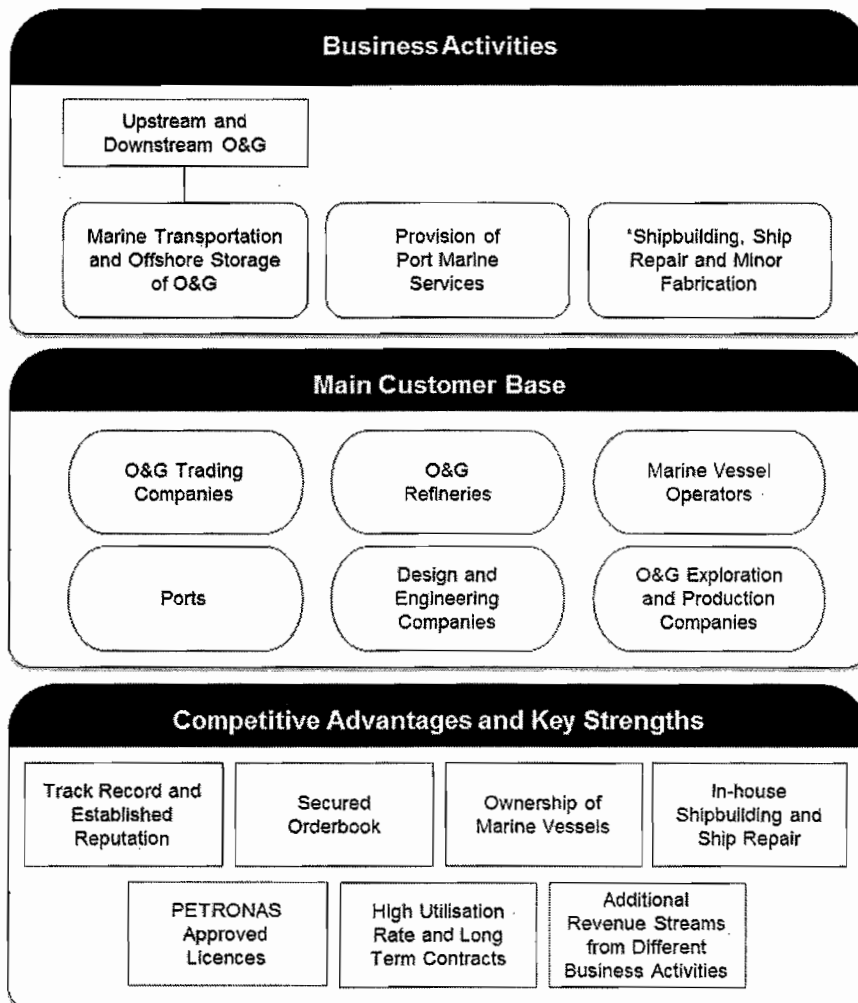 Business Activities
Upstream and
Downstream O&G
Marine Transportation
and Offshore Storage
of O&G
Provision of
Port Marine
Services
*Shipbuilding, Ship
Repair and Minor
Fabrication
Main Customer Base
O&G Trading
Companies
O&G
Refineries
Marine Vessel
Operators
Ports
Design and
Engineering
Companies
O&G Exploration
and Production
Companies
Competitive Advantages and Key Strengths
Track Record and
Established
Reputation
Secured
Orderbook
Ownership of
Marine Vessels
In-house
Shipbuilding and
Ship Repair
PETRONAS
Approved
Licences
High Utilisation
Rate and Long
Term Contracts
Additional
Revenue Streams
from Different
Business Activities